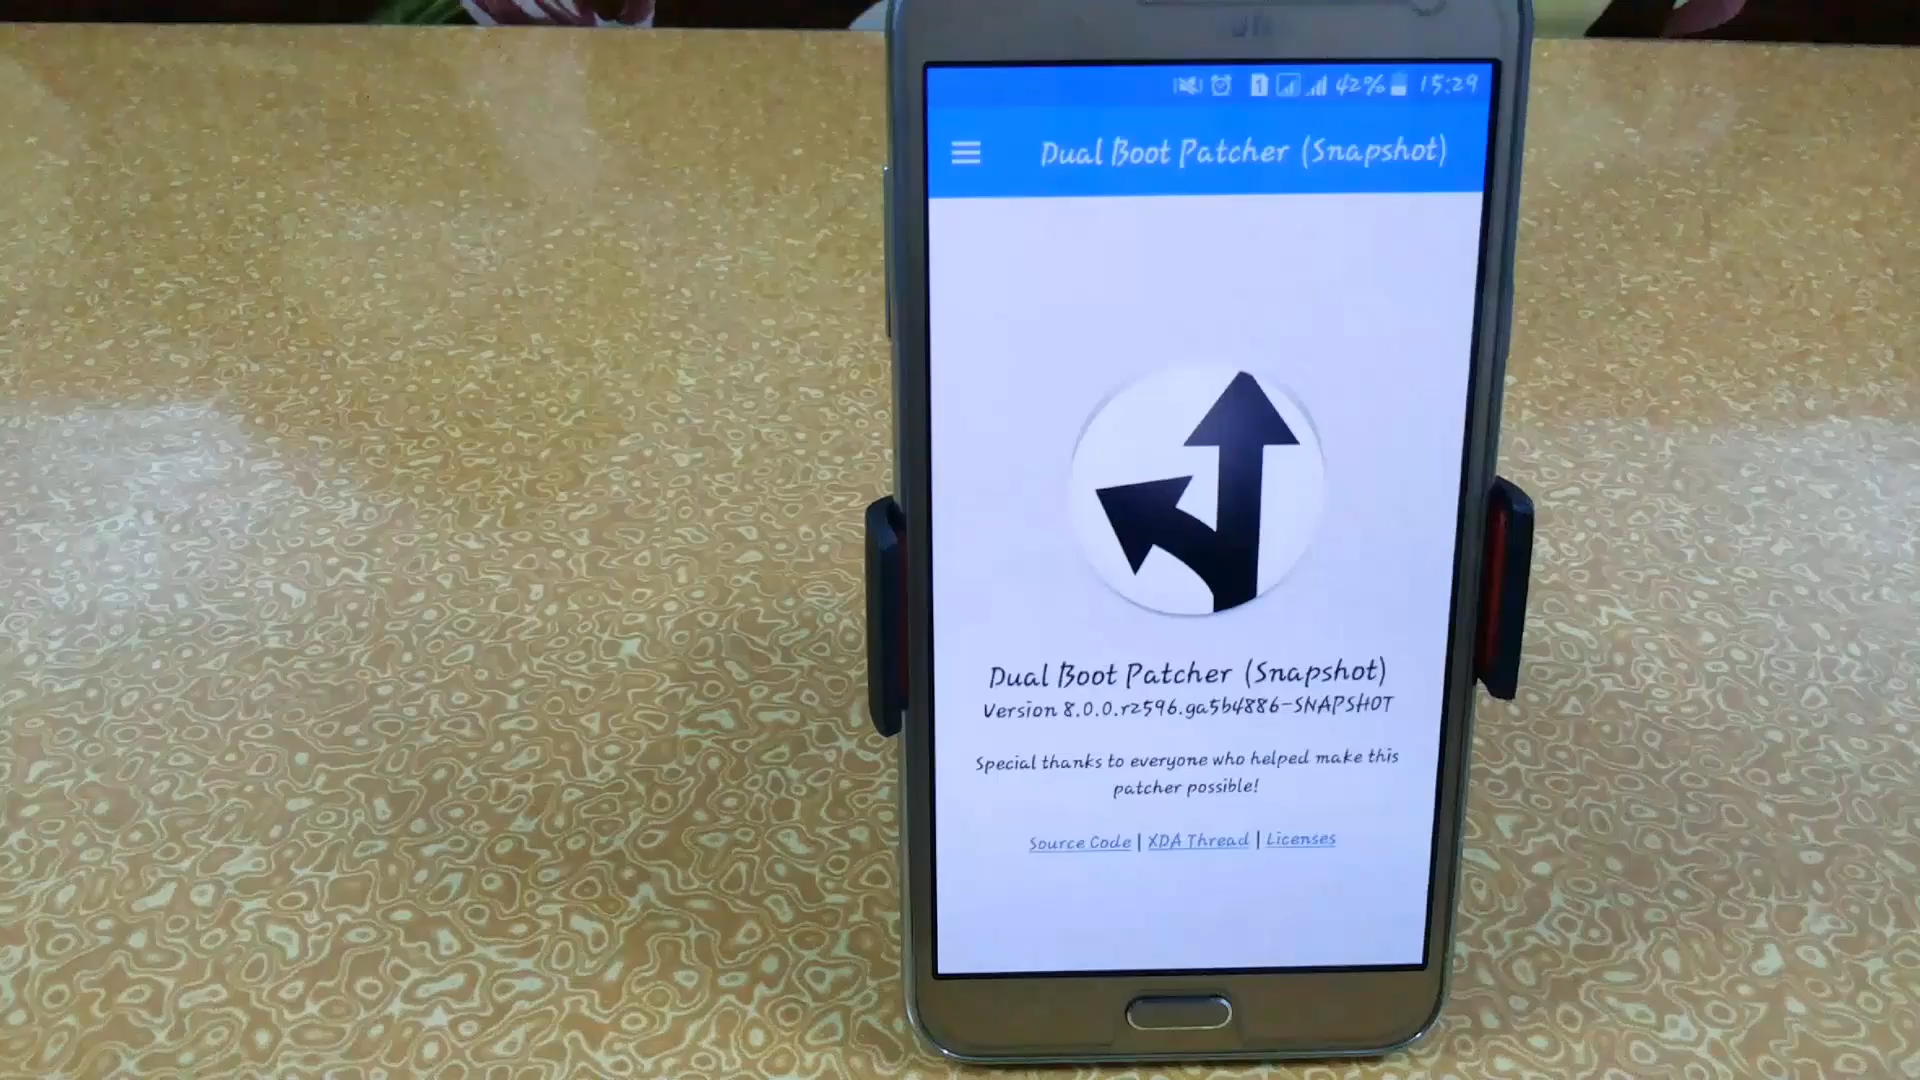 1 42% 15:29
Dual Boot Patcher (Snapshot)
Dual Boot Patcher (Snapshot)
Version 8.0.0.r2596.ga5b4886-SNAPSHOT
Special thanks to everyone who helped make this
patcher possible!
Source Code | XDA Thread | Licenses